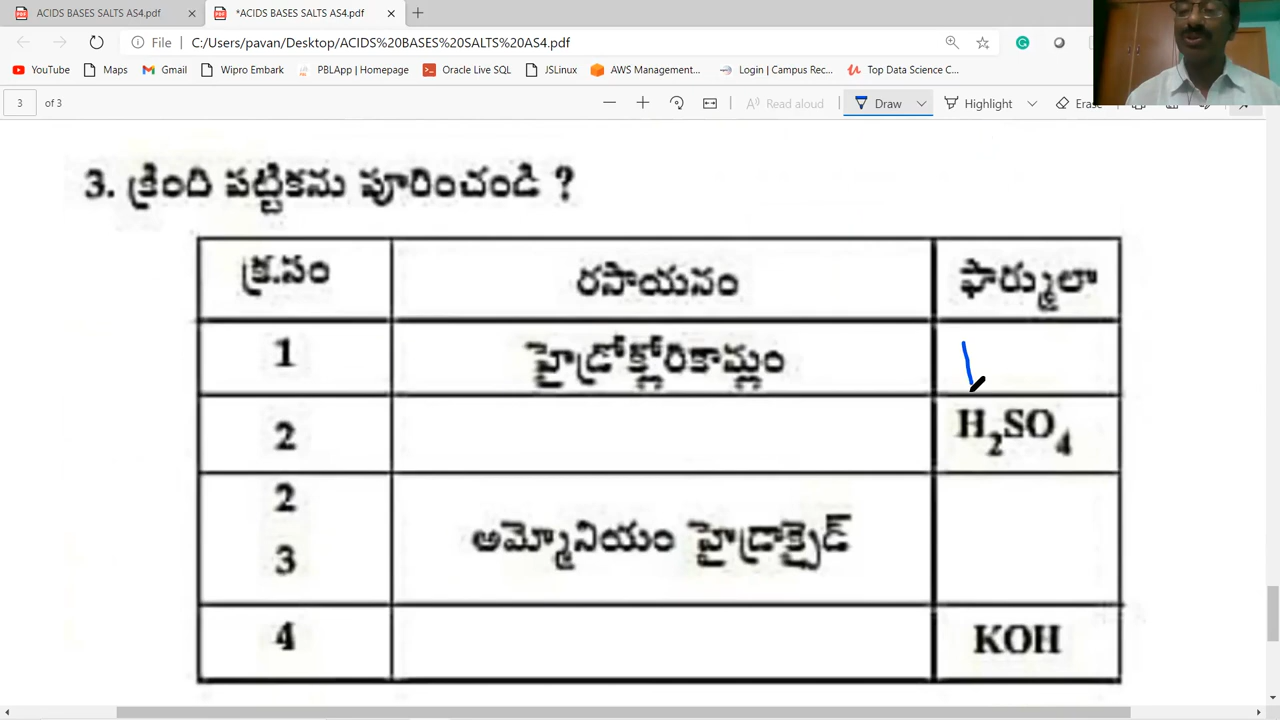 ACIDS BASES SALTS AS4.pdf
*ACIDS BASES SALTS AS4.pdf
File C:/Users/pavan/Desktop/ACIDS%20BASES%20SALTS%20AS4.pdf
YouTube Maps Gmail Wipro Embark PBLApp | Homepage Oracle Live SQL JSLinux AWS Management... Login | Campus Rec... Top Data Science C...
3 of 3 Read aloud Draw Highlight Erase
3. క్రింది పట్టికను పూరించండి ?
క్ర.సం రసాయనం ఫార్ములా
1 హైడ్రోక్లోరికామ్లం
2 H₂SO₄
2
3 అమ్మోనియం హైడ్రాక్సైడ్
4 KOH